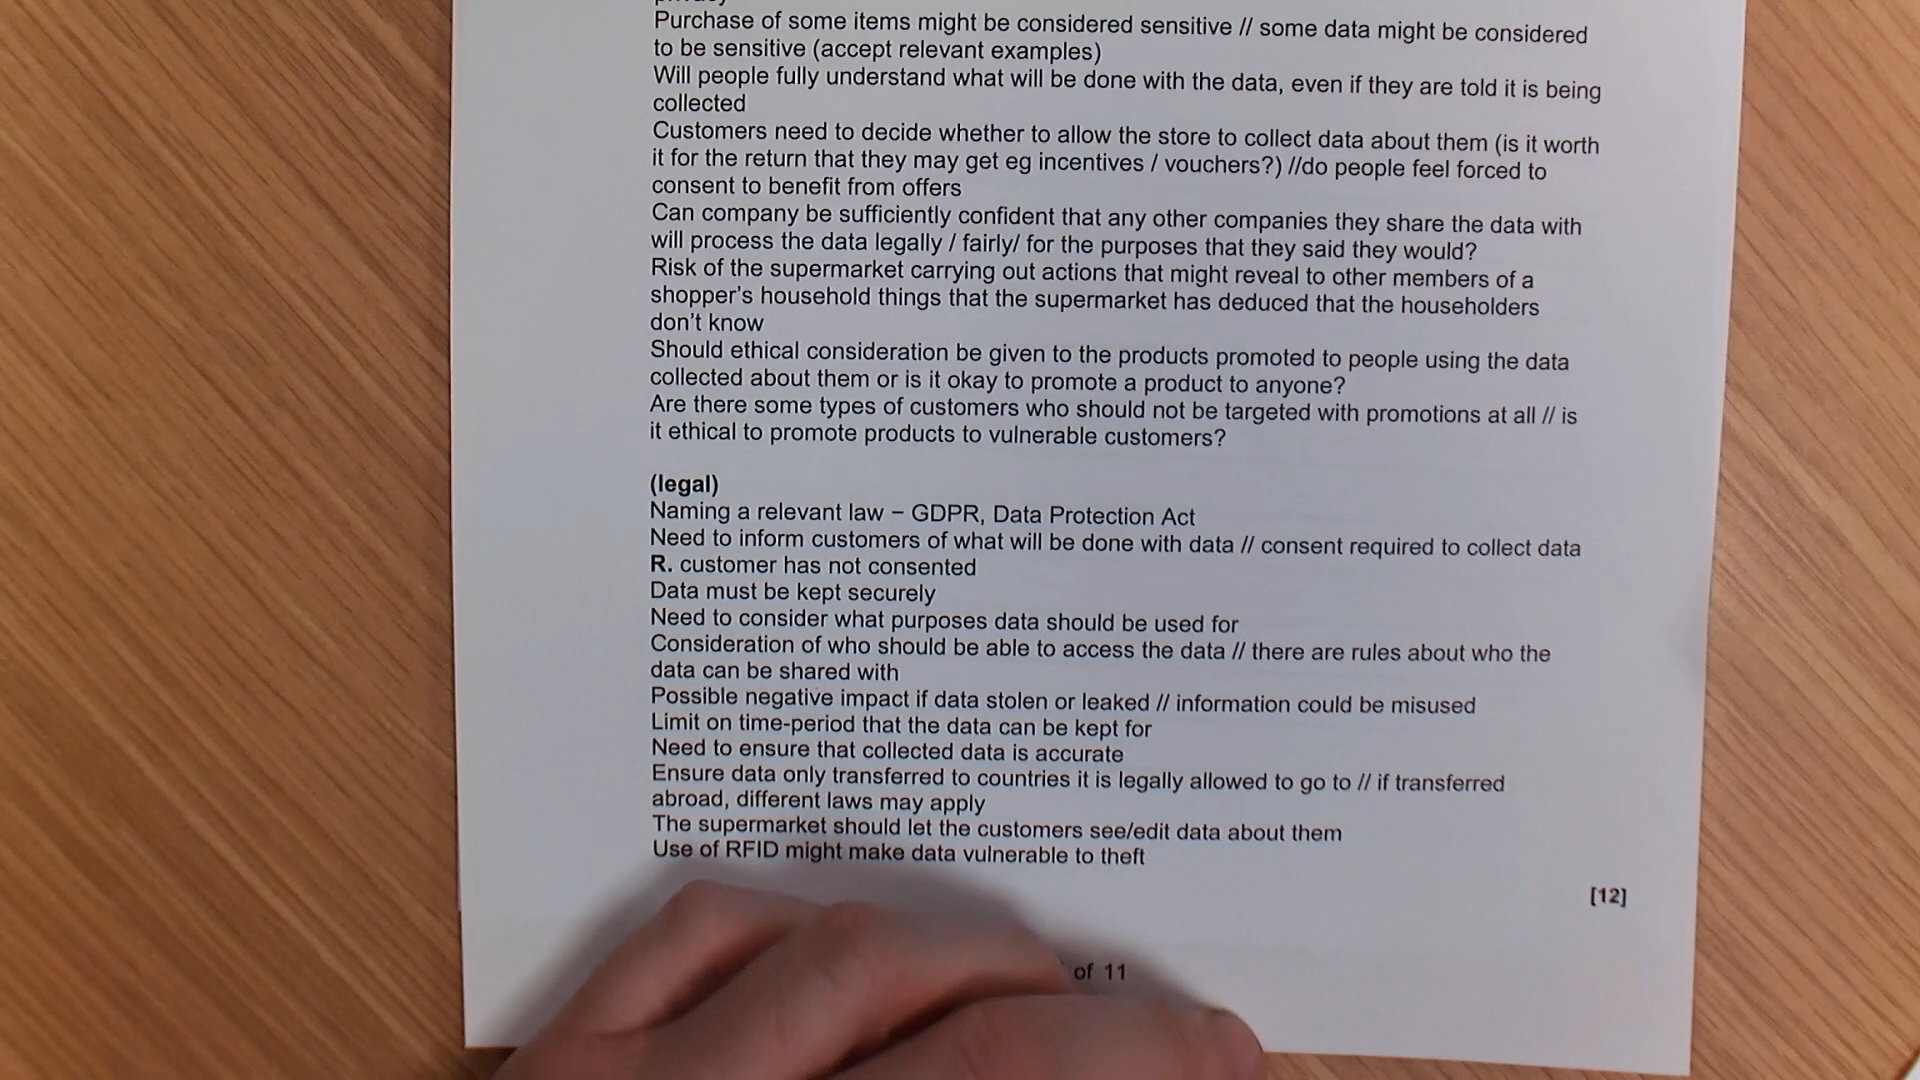 Purchase of some items might be considered sensitive // some data might be considered
to be sensitive (accept relevant examples)
Will people fully understand what will be done with the data, even if they are told it is being
collected
Customers need to decide whether to allow the store to collect data about them (is it worth
it for the return that they may get eg incentives / vouchers?) //do people feel forced to
consent to benefit from offers
Can company be sufficiently confident that any other companies they share the data with
will process the data legally / fairly/ for the purposes that they said they would?
Risk of the supermarket carrying out actions that might reveal to other members of a
shopper's household things that the supermarket has deduced that the householders
don't know
Should ethical consideration be given to the products promoted to people using the data
collected about them or is it okay to promote a product to anyone?
Are there some types of customers who should not be targeted with promotions at all // is
it ethical to promote products to vulnerable customers?
(legal)
Naming a relevant law − GDPR, Data Protection Act
Need to inform customers of what will be done with data // consent required to collect data
R. customer has not consented
Data must be kept securely
Need to consider what purposes data should be used for
Consideration of who should be able to access the data // there are rules about who the
data can be shared with
Possible negative impact if data stolen or leaked // information could be misused
Limit on time-period that the data can be kept for
Need to ensure that collected data is accurate
Ensure data only transferred to countries it is legally allowed to go to // if transferred
abroad, different laws may apply
The supermarket should let the customers see/edit data about them
Use of RFID might make data vulnerable to theft
[12]
of 11